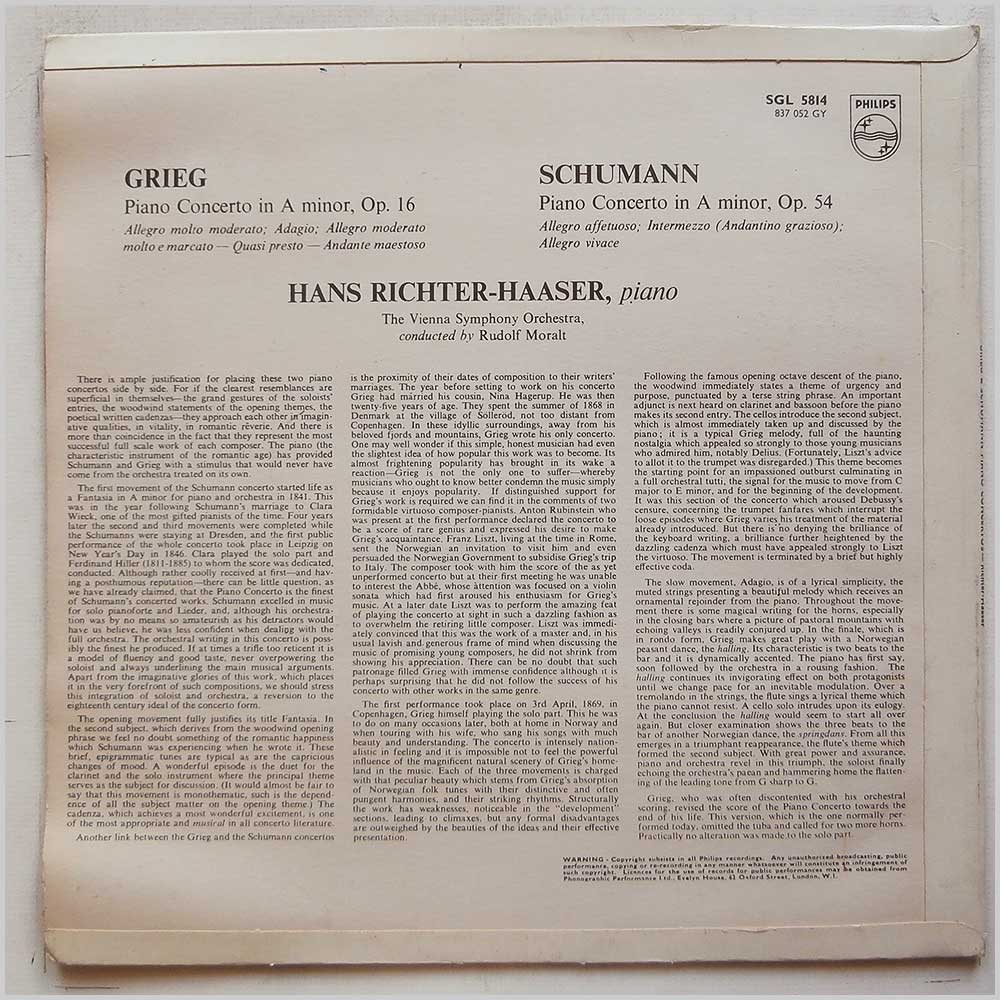 SGL 5814
837 052 GY
PHILIPS
GRIEG
Piano Concerto in A minor, Op. 16
Allegro molto moderato; Adagio; Allegro moderato
molto e marcato — Quasi presto — Andante maestoso
SCHUMANN
Piano Concerto in A minor, Op. 54
Allegro affetuoso; Intermezzo (Andantino grazioso);
Allegro vivace
HANS RICHTER-HAASER, piano
The Vienna Symphony Orchestra,
conducted by Rudolf Moralt
There is ample justification for placing these two piano
concertos side by side. For if the clearest resemblances are
superficial in themselves—the grand gestures of the soloists'
entries, the woodwind statements of the opening themes, the
poetical written cadenzas—they approach each other in imagin-
ative qualities, in vitality, in romantic rêverie. And there is
more than coincidence in the fact that they represent the most
successful full scale work of each composer. The piano (the
characteristic instrument of the romantic age) has provided
Schumann and Grieg with a stimulus that would never have
come from the orchestra treated on its own.
The first movement of the Schumann concerto started life as
a Fantasia in A minor for piano and orchestra in 1841. This
was in the year following Schumann's marriage to Clara
Wieck, one of the most gifted pianists of the time. Four years
later the second and third movements were completed while
the Schumanns were staying at Dresden, and the first public
performance of the whole concerto took place in Leipzig on
New Year's Day in 1846. Clara played the solo part and
Ferdinand Hiller (1811-1885) to whom the score was dedicated,
conducted. Although rather coolly received at first—and hav-
ing a posthumous reputation—there can be little question, as
we have already claimed, that the Piano Concerto is the finest
of Schumann's concerted works. Schumann excelled in music
for solo pianoforte and Lieder, and, although his orchestra-
tion was by no means so amateurish as his detractors would
have us believe, he was less confident when dealing with the
full orchestra. The orchestral writing in this concerto is poss-
ibly the finest he produced. If at times a trifle too reticent it is
a model of fluency and good taste, never overpowering the
soloist and always underlining the main musical arguments.
Apart from the imaginative glories of this work, which places
it in the very forefront of such compositions, we should stress
this integration of soloist and orchestra, a reversion to the
eighteenth century ideal of the concerto form.
The opening movement fully justifies its title Fantasia. In
the second subject, which derives from the woodwind opening
phrase we feel no doubt something of the romantic happiness
which Schumann was experiencing when he wrote it. These
brief, epigrammatic tunes are typical as are the capricious
changes of mood. A wonderful episode is the duet for the
clarinet and the solo instrument where the principal theme
serves as the subject for discussion. (It would almost be fair to
say that this movement is monothematic, such is the depend-
ence of all the subject matter on the opening theme.) The
cadenza, which achieves a most wonderful excitement, is one
of the most appropriate and musical in all concerto literature.
Another link between the Grieg and the Schumann concertos
is the proximity of their dates of composition to their writers'
marriages. The year before setting to work on his concerto
Grieg had married his cousin, Nina Hagerup. He was then
twenty-five years of age. They spent the summer of 1868 in
Denmark at the village of Sölleröd, not too distant from
Copenhagen. In these idyllic surroundings, away from his
beloved fjords and mountains, Grieg wrote his only concerto.
One may well wonder if this simple, honest musician had even
the slightest idea of how popular this work was to become. Its
almost frightening popularity has brought in its wake a
reaction—Grieg is not the only one to suffer—whereby
musicians who ought to know better condemn the music simply
because it enjoys popularity. If distinguished support for
Grieg's work is required we can find it in the comments of two
formidable virtuoso composer-pianists. Anton Rubinstein who
was present at the first performance declared the concerto to
be a score of rare genius and expressed his desire to make
Grieg's acquaintance. Franz Liszt, living at the time in Rome,
sent the Norwegian an invitation to visit him and even
persuaded the Norwegian Government to subsidise Grieg's trip
to Italy. The composer took with him the score of the as yet
unperformed concerto but at their first meeting he was unable
to interest the Abbé, whose attention was focused on a violin
sonata which had first aroused his enthusiasm for Grieg's
music. At a later date Liszt was to perform the amazing feat
of playing the concerto at sight in such a dazzling fashion as
to overwhelm the retiring little composer. Liszt was immed-
iately convinced that this was the work of a master and, in his
usual lavish and generous frame of mind when discussing the
music of promising young composers, he did not shrink from
showing his appreciation. There can be no doubt that such
patronage filled Grieg with immense confidence although it is
perhaps surprising that he did not follow the success of his
concerto with other works in the same genre.
The first performance took place on 3rd April, 1869, in
Copenhagen, Grieg himself playing the solo part. This he was
to do on many occasions later, both at home in Norway and
when touring with his wife, who sang his songs with much
beauty and understanding. The concerto is intensely nation-
alistic in feeling and it is impossible not to feel the powerful
influence of the magnificent natural scenery of Grieg's home-
land in the music. Each of the three movements is charged
with that peculiar beauty which stems from Grieg's absorption
of Norwegian folk tunes with their distinctive and often
pungent harmonies, and their striking rhythms. Structurally
the work has weaknesses, noticeable in the "development"
sections, leading to climaxes, but any formal disadvantages
are outweighed by the beauties of the ideas and their effective
presentation.
Following the famous opening octave descent of the piano,
the woodwind immediately states a theme of urgency and
purpose, punctuated by a terse string phrase. An important
adjunct is next heard on clarinet and bassoon before the piano
makes its second entry. The cellos introduce the second subject,
which is almost immediately taken up and discussed by the
piano; it is a typical Grieg melody, full of the haunting
nostalgia which appealed so strongly to those young musicians
who admired him, notably Delius. (Fortunately, Liszt's advice
to allot it to the trumpet was disregarded.) This theme becomes
the starting point for an impassioned outburst culminating in
a full orchestral tutti, the signal for the music to move from C
major to E minor, and for the beginning of the development.
It was this section of the concerto which aroused Debussy's
censure, concerning the trumpet fanfares which interrupt the
loose episodes where Grieg varies his treatment of the material
already introduced. But there is no denying the brilliance of
the keyboard writing, a brilliance further heightened by the
dazzling cadenza which must have appealed strongly to Liszt
the virtuoso. The movement is terminated by a brief but highly
effective coda.
The slow movement, Adagio, is of a lyrical simplicity, the
muted strings presenting a beautiful melody which receives an
ornamental rejoinder from the piano. Throughout the move-
ment there is some magical writing for the horns, especially
in the closing bars where a picture of pastoral mountains with
echoing valleys is readily conjured up. In the finale, which is
in rondo form, Grieg makes great play with a Norwegian
peasant dance, the halling. Its characteristic is two beats to the
bar and it is dynamically accented. The piano has first say,
soon followed by the orchestra in a rousing fashion. The
halling continues its invigorating effect on both protagonists
until we change pace for an inevitable modulation. Over a
tremolando in the strings, the flute sings a lyrical theme which
the piano cannot resist. A cello solo intrudes upon its eulogy.
At the conclusion the halling would seem to start all over
again. But closer examination shows the three beats to the
bar of another Norwegian dance, the springdans. From all this
emerges in a triumphant reappearance, the flute's theme which
formed the second subject. With great power and assurance,
piano and orchestra revel in this triumph, the soloist finally
echoing the orchestra's paean and hammering home the flatten-
ing of the leading tone from G sharp to G.
Grieg, who was often discontented with his orchestral
scoring, revised the score of the Piano Concerto towards the
end of his life. This version, which is the one normally per-
formed today, omitted the tuba and called for two more horns.
Practically no alteration was made to the solo part.
WARNING - Copyright subsists in all Philips recordings. Any unauthorized broadcasting, public
performance, copying or re-recording in any manner whatsoever will constitute an infringement of
such copyright. Licences for the use of records for public performances may be obtained from
Phonographic Performance Ltd., Evelyn House, 62 Oxford Street, London, W.1.